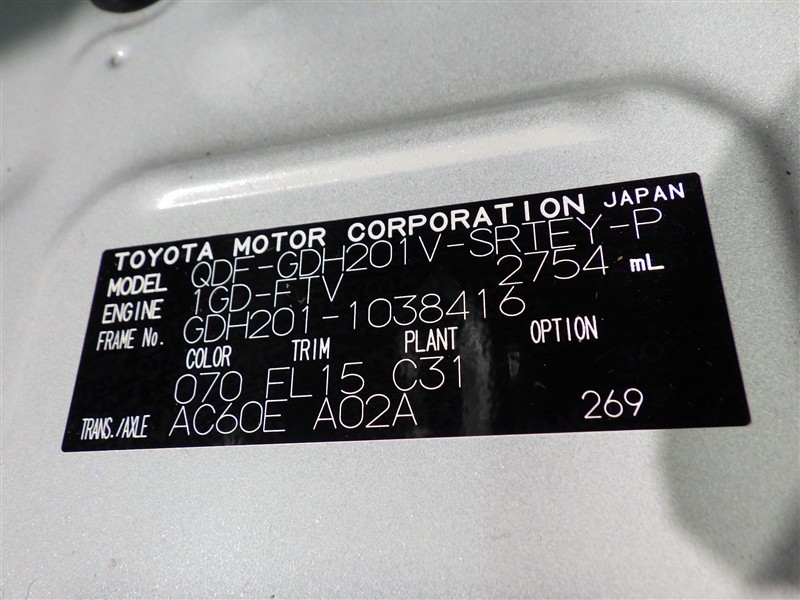 TOYOTA MOTOR CORPORATION JAPAN
MODEL QDF-GDH201V-SRTEY-P
ENGINE 1GD-FTV 2754 mL
FRAME No. GDH201-1038416
COLOR TRIM PLANT OPTION
070 EL15 C31
TRANS./AXLE AC60E A02A 269